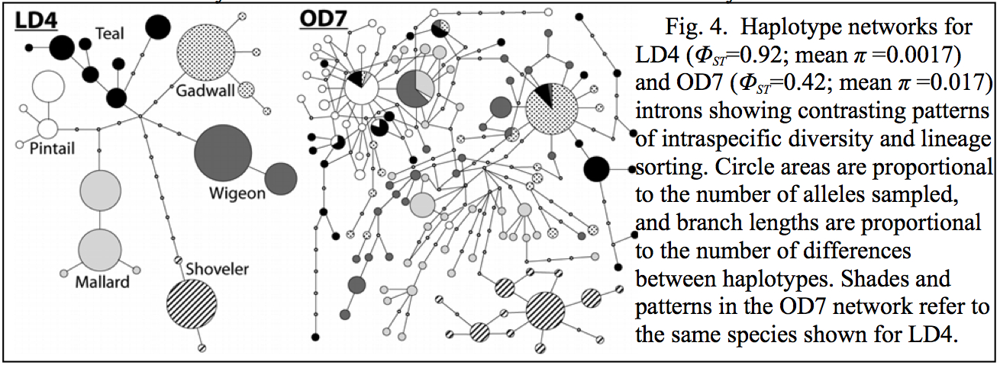 LD4
Teal
Gadwall
Pintail
Wigeon
Shoveler
Mallard
OD7
Fig. 4.  Haplotype networks for
LD4 (ΦST=0.92; mean π =0.0017)
and OD7 (ΦST=0.42; mean π =0.017)
introns showing contrasting patterns
of intraspecific diversity and lineage
sorting. Circle areas are proportional
to the number of alleles sampled,
and branch lengths are proportional
to the number of differences
between haplotypes. Shades and
patterns in the OD7 network refer to
the same species shown for LD4.